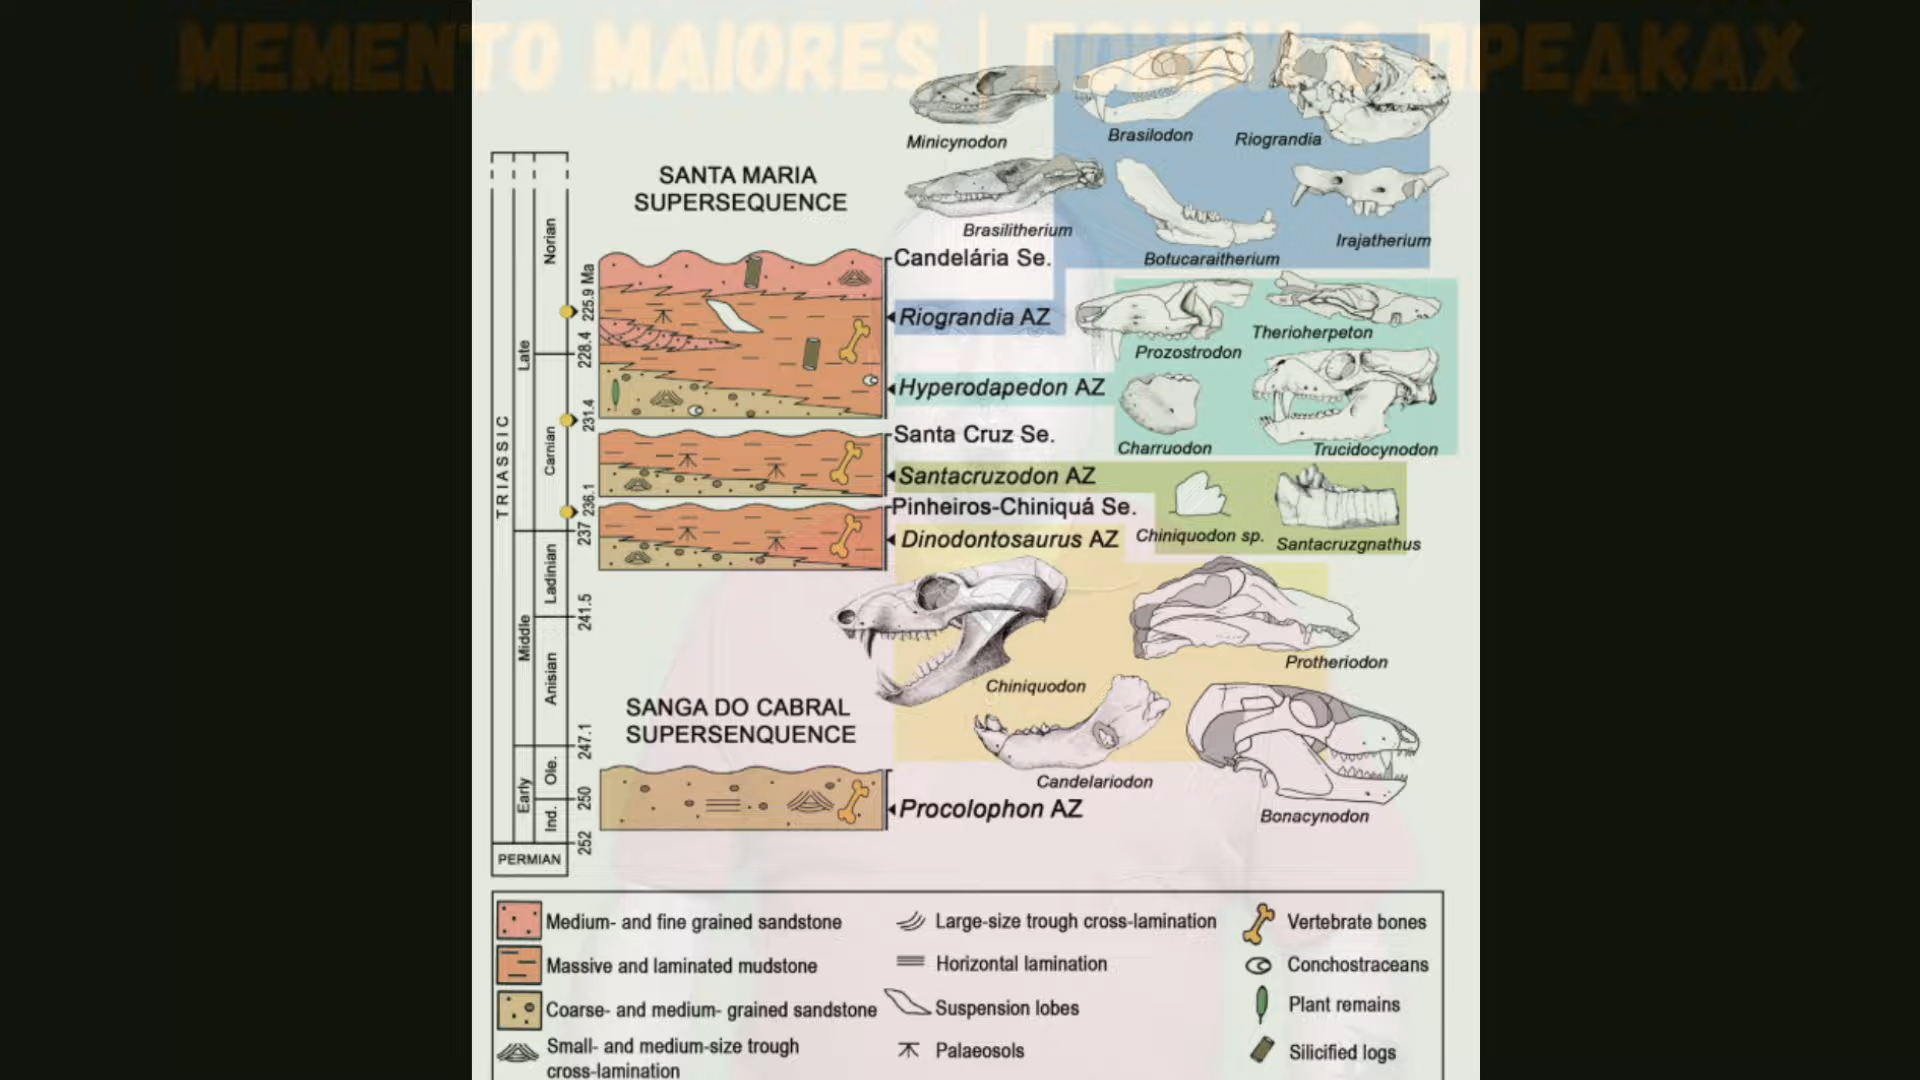 MEMENTO MAIORES | ПОМНИ О ПРЕДКАХ
Minicynodon
Brasilodon
Riograndia
Brasilitherium
Botucaraitherium
Irajatherium
SANTA MARIA
SUPERSEQUENCE
Candelária Se.
Riograndia AZ
Hyperodapedon AZ
Prozostrodon
Therioherpeton
Charruodon
Trucidocynodon
Santa Cruz Se.
Santacruzodon AZ
Pinheiros-Chiniquá Se.
Dinodontosaurus AZ
Chiniquodon sp.
Santacruzgnathus
Chiniquodon
Protheriodon
Candelariodon
Bonacynodon
SANGA DO CABRAL
SUPERSENQUENCE
Procolophon AZ
TRIASSIC
Late
Middle
Early
Norian
Carnian
Ladinian
Anisian
Ole.
Ind.
PERMIAN
225.9 Ma
228.4
231.4
236.1
237
241.5
247.1
250
252
Medium- and fine grained sandstone
Massive and laminated mudstone
Coarse- and medium- grained sandstone
Small- and medium-size trough
cross-lamination
Large-size trough cross-lamination
Horizontal lamination
Suspension lobes
Palaeosols
Vertebrate bones
Conchostraceans
Plant remains
Silicified logs